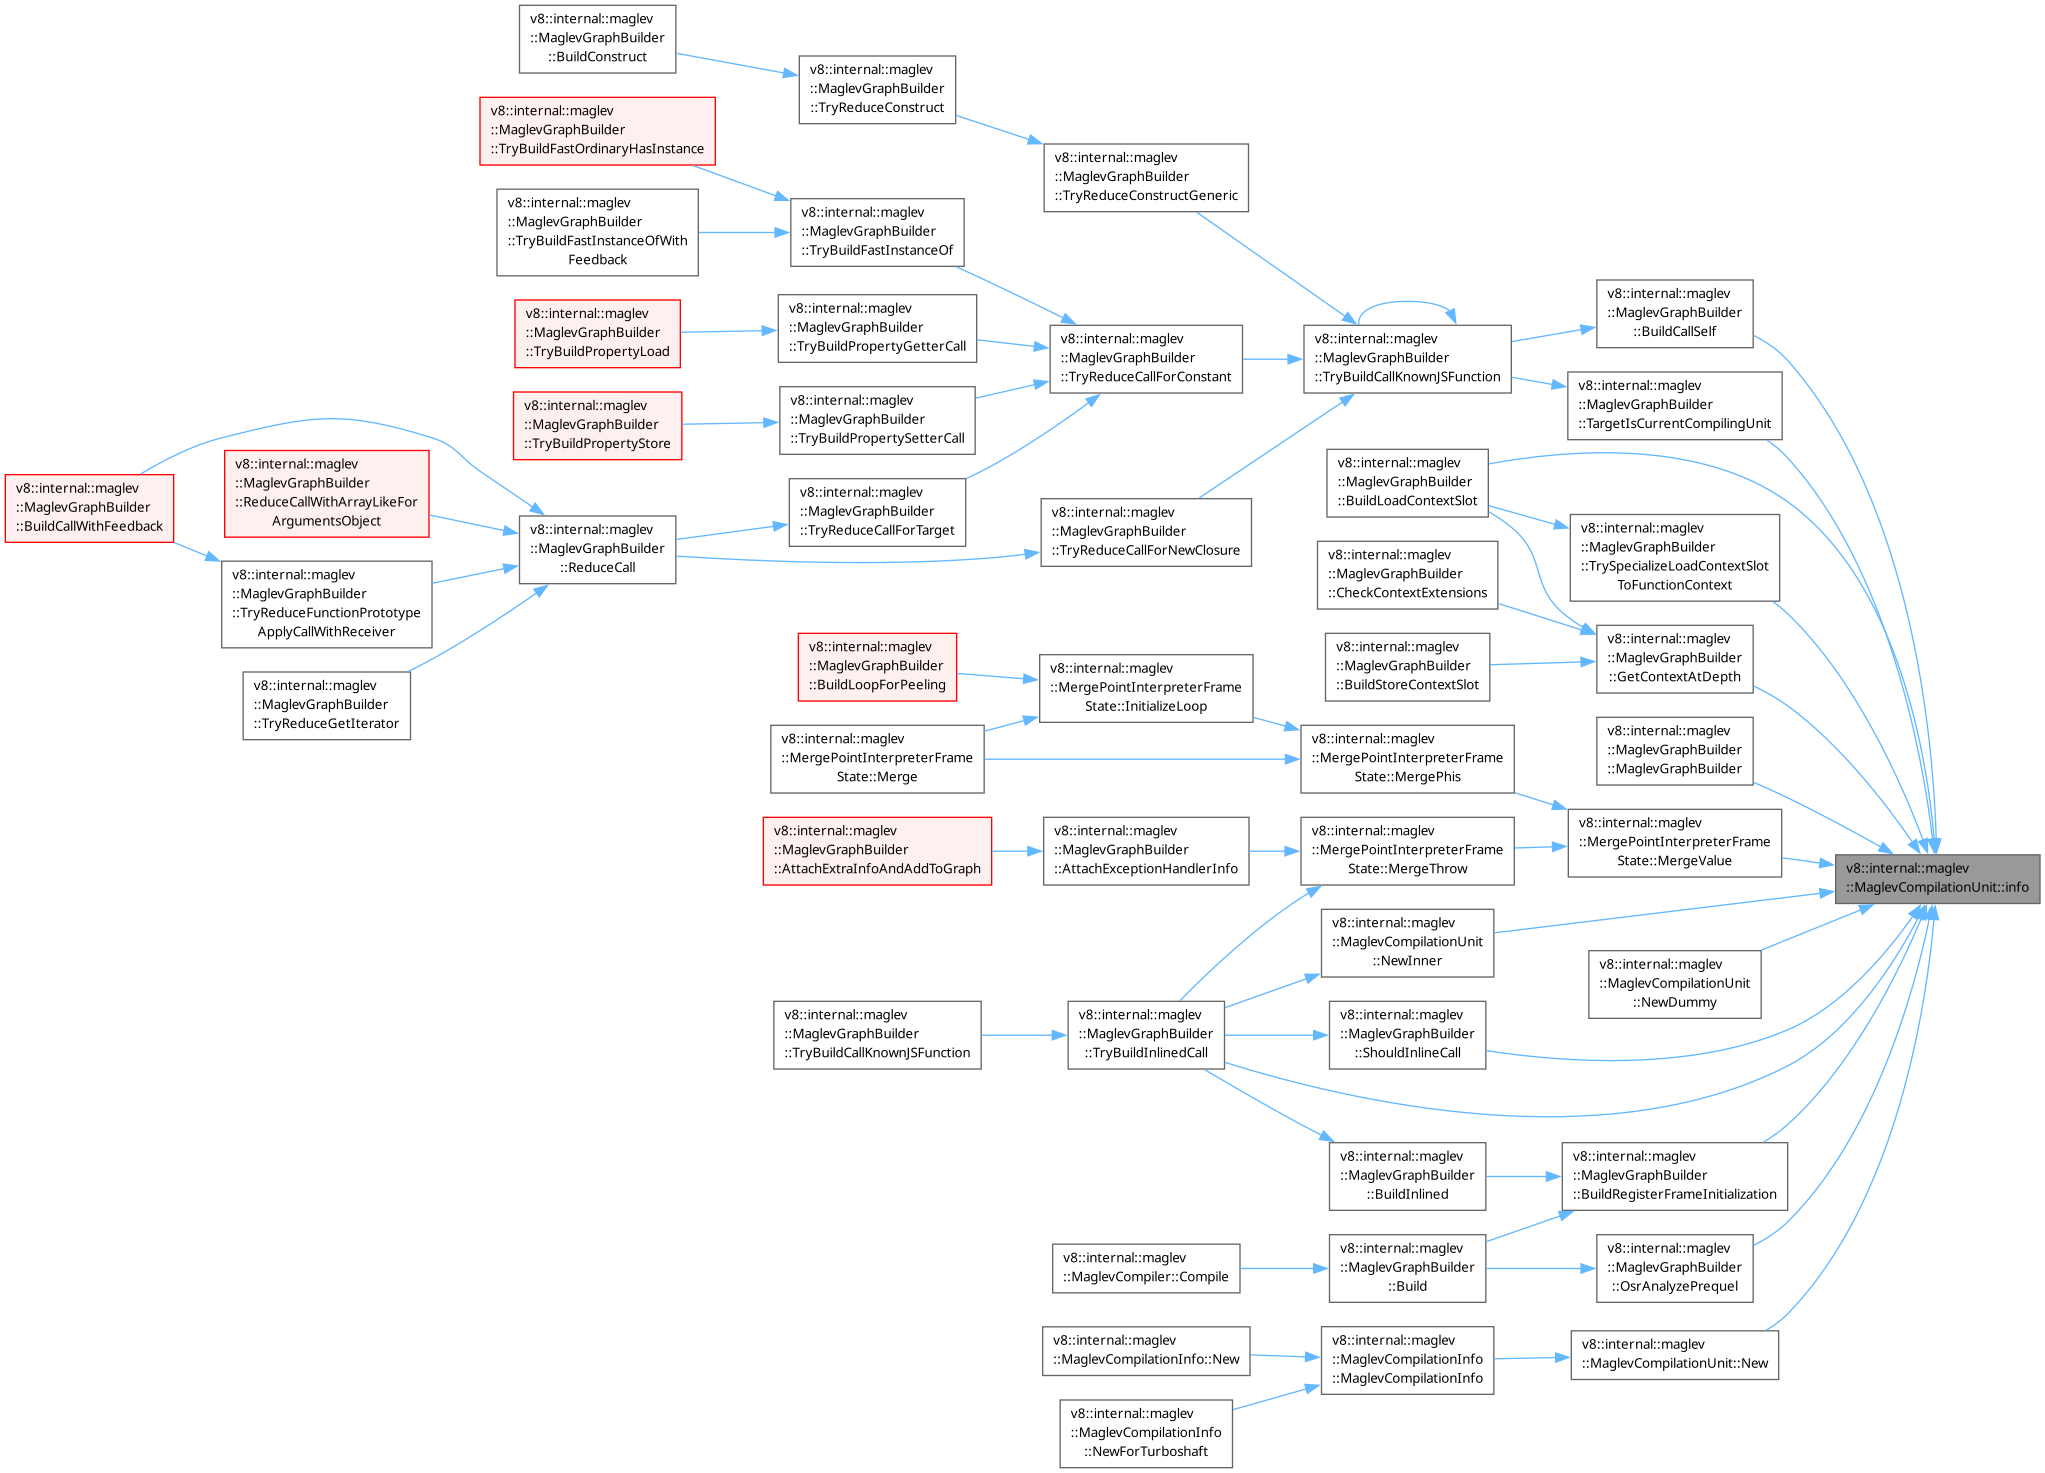 v8::internal::maglev
::MaglevGraphBuilder
::BuildConstruct
v8::internal::maglev
::MaglevGraphBuilder
::TryReduceConstruct
v8::internal::maglev
::MaglevGraphBuilder
::TryBuildFastOrdinaryHasInstance
v8::internal::maglev
::MaglevGraphBuilder
::TryReduceConstructGeneric
v8::internal::maglev
::MaglevGraphBuilder
::TryBuildFastInstanceOfWith
Feedback
v8::internal::maglev
::MaglevGraphBuilder
::TryBuildFastInstanceOf
v8::internal::maglev
::MaglevGraphBuilder
::BuildCallSelf
v8::internal::maglev
::MaglevGraphBuilder
::TryBuildPropertyLoad
v8::internal::maglev
::MaglevGraphBuilder
::TryBuildPropertyGetterCall
v8::internal::maglev
::MaglevGraphBuilder
::TryReduceCallForConstant
v8::internal::maglev
::MaglevGraphBuilder
::TryBuildCallKnownJSFunction
v8::internal::maglev
::MaglevGraphBuilder
::TargetIsCurrentCompilingUnit
v8::internal::maglev
::MaglevGraphBuilder
::TryBuildPropertyStore
v8::internal::maglev
::MaglevGraphBuilder
::TryBuildPropertySetterCall
v8::internal::maglev
::MaglevGraphBuilder
::BuildLoadContextSlot
v8::internal::maglev
::MaglevGraphBuilder
::BuildCallWithFeedback
v8::internal::maglev
::MaglevGraphBuilder
::ReduceCallWithArrayLikeFor
ArgumentsObject
v8::internal::maglev
::MaglevGraphBuilder
::ReduceCall
v8::internal::maglev
::MaglevGraphBuilder
::TryReduceCallForTarget
v8::internal::maglev
::MaglevGraphBuilder
::TryReduceCallForNewClosure
v8::internal::maglev
::MaglevGraphBuilder
::TrySpecializeLoadContextSlot
ToFunctionContext
v8::internal::maglev
::MaglevGraphBuilder
::CheckContextExtensions
v8::internal::maglev
::MaglevGraphBuilder
::TryReduceFunctionPrototype
ApplyCallWithReceiver
v8::internal::maglev
::MaglevGraphBuilder
::GetContextAtDepth
v8::internal::maglev
::MaglevGraphBuilder
::BuildStoreContextSlot
v8::internal::maglev
::MaglevGraphBuilder
::TryReduceGetIterator
v8::internal::maglev
::MaglevGraphBuilder
::BuildLoopForPeeling
v8::internal::maglev
::MergePointInterpreterFrame
State::InitializeLoop
v8::internal::maglev
::MaglevGraphBuilder
::MaglevGraphBuilder
v8::internal::maglev
::MergePointInterpreterFrame
State::Merge
v8::internal::maglev
::MergePointInterpreterFrame
State::MergePhis
v8::internal::maglev
::MergePointInterpreterFrame
State::MergeValue
v8::internal::maglev
::MaglevGraphBuilder
::AttachExtraInfoAndAddToGraph
v8::internal::maglev
::MaglevGraphBuilder
::AttachExceptionHandlerInfo
v8::internal::maglev
::MergePointInterpreterFrame
State::MergeThrow
v8::internal::maglev
::MaglevCompilationUnit::info
v8::internal::maglev
::MaglevCompilationUnit
::NewInner
v8::internal::maglev
::MaglevCompilationUnit
::NewDummy
v8::internal::maglev
::MaglevGraphBuilder
::TryBuildCallKnownJSFunction
v8::internal::maglev
::MaglevGraphBuilder
::TryBuildInlinedCall
v8::internal::maglev
::MaglevGraphBuilder
::ShouldInlineCall
v8::internal::maglev
::MaglevGraphBuilder
::BuildInlined
v8::internal::maglev
::MaglevGraphBuilder
::BuildRegisterFrameInitialization
v8::internal::maglev
::MaglevCompiler::Compile
v8::internal::maglev
::MaglevGraphBuilder
::Build
v8::internal::maglev
::MaglevGraphBuilder
::OsrAnalyzePrequel
v8::internal::maglev
::MaglevCompilationInfo::New
v8::internal::maglev
::MaglevCompilationInfo
::MaglevCompilationInfo
v8::internal::maglev
::MaglevCompilationUnit::New
v8::internal::maglev
::MaglevCompilationInfo
::NewForTurboshaft